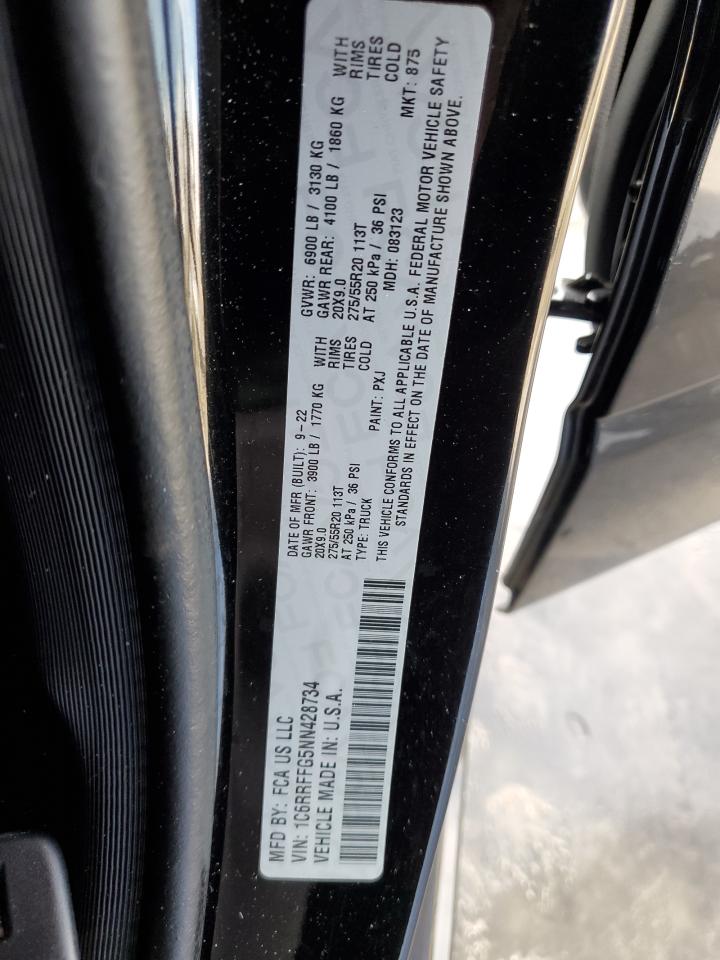 MFD BY: FCA US LLC
VIN: 1C6RRFFG5NN428734
VEHICLE MADE IN: U.S.A.
DATE OF MFR (BUILT): 9-22 GVWR: 6900 LB / 3130 KG
GAWR FRONT: 3900 LB / 1770 KG WITH GAWR REAR: 4100 LB / 1860 KG WITH
20X9.0 RIMS 20X9.0 RIMS
275/55R20 113T TIRES 275/55R20 113T TIRES
AT 250 kPa / 36 PSI COLD AT 250 kPa / 36 PSI COLD
TYPE: TRUCK PAINT: PXJ MDH: 083123 MKT: 875
THIS VEHICLE CONFORMS TO ALL APPLICABLE U.S.A. FEDERAL MOTOR VEHICLE SAFETY
STANDARDS IN EFFECT ON THE DATE OF MANUFACTURE SHOWN ABOVE.